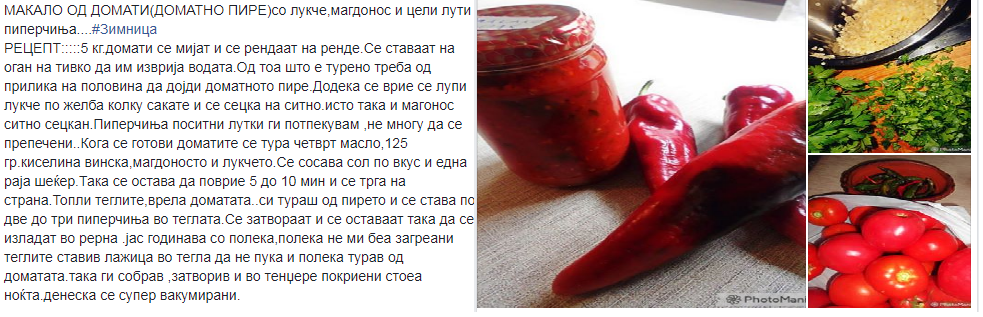 МАКАЛО ОД ДОМАТИ(ДОМАТНО ПИРЕ)со лукче,магдонос и цели лути
пиперчиња....#Зимница
РЕЦЕПТ:::::5 кг.домати се мијат и се рендаат на ренде.Се ставаат на
оган на тивко да им изврија водата.Од тоа што е турено треба од
прилика на половина да дојди доматното пире.Додека се врие се лупи
лукче по желба колку сакате и се сецка на ситно.исто така и магонос
ситно сецкан.Пиперчиња поситни лутки ги потпекувам ,не многу да се
препечени..Кога се готови доматите се тура четврт масло,125
гр.киселина винска,магдоносто и лукчето.Се сосава сол по вкус и една
раја шеќер.Така се остава да поврие 5 до 10 мин и се трга на
страна.Топли теглите,врела доматата..си тураш од пирето и се става по
две до три пиперчиња во теглата.Се затвораат и се оставаат така да се
изладат во рерна .јас годинава со полека,полека не ми беа загреани
теглите ставив лажица во тегла да не пука и полека турав од
доматата.така ги собрав ,затворив и во тенџере покриени стоеа
ноќта.денеска се супер вакумирани.
PhotoMani
PhotoMani
PhotoMani